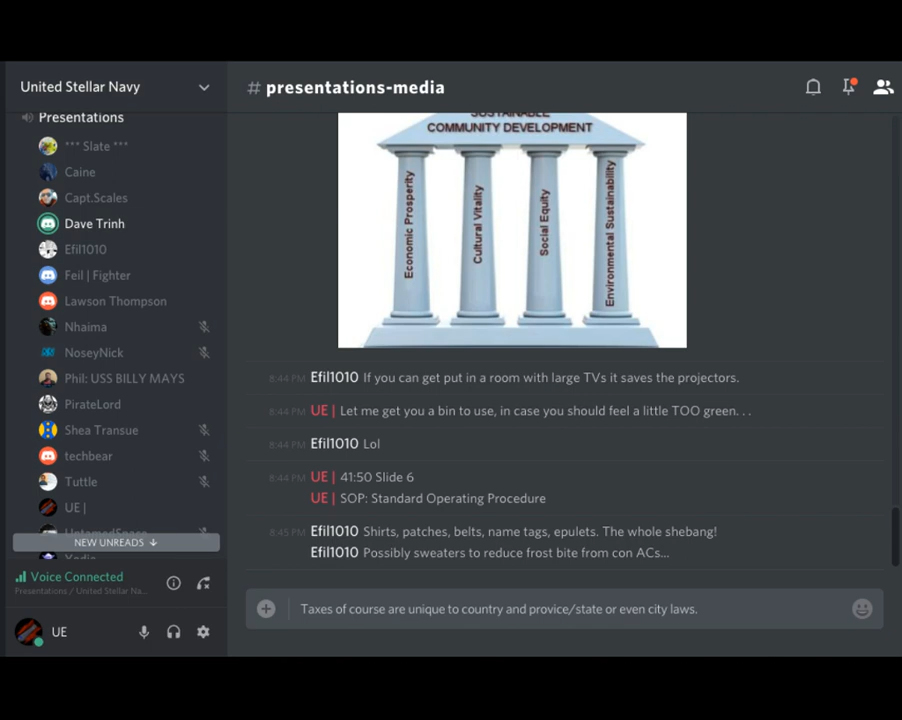 United Stellar Navy
# presentations-media
Presentations
*** Slate ***
Caine
Capt.Scales
Dave Trinh
Efil1010
Feil | Fighter
Lawson Thompson
Nhaima
NoseyNick
Phil: USS BILLY MAYS
PirateLord
Shea Transue
techbear
Tuttle
UE |
NEW UNREADS
Voice Connected
Presentations / United Stellar Na...
UE
SUSTAINABLE
COMMUNITY DEVELOPMENT
Economic Prosperity
Cultural Vitality
Social Equity
Environmental Sustainability
8:44 PM Efil1010 If you can get put in a room with large TVs it saves the projectors.
8:44 PM UE | Let me get you a bin to use, in case you should feel a little TOO green. . .
8:44 PM Efil1010 Lol
8:44 PM UE | 41:50 Slide 6
UE | SOP: Standard Operating Procedure
8:45 PM Efil1010 Shirts, patches, belts, name tags, epulets. The whole shebang!
Efil1010 Possibly sweaters to reduce frost bite from con ACs...
Taxes of course are unique to country and provice/state or even city laws.